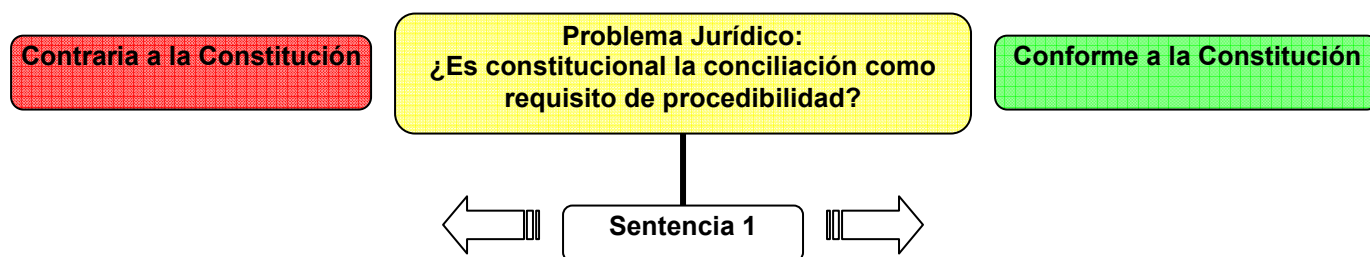 Contraria a la Constitución
Problema Jurídico:
¿Es constitucional la conciliación como
requisito de procedibilidad?
Conforme a la Constitución
Sentencia 1